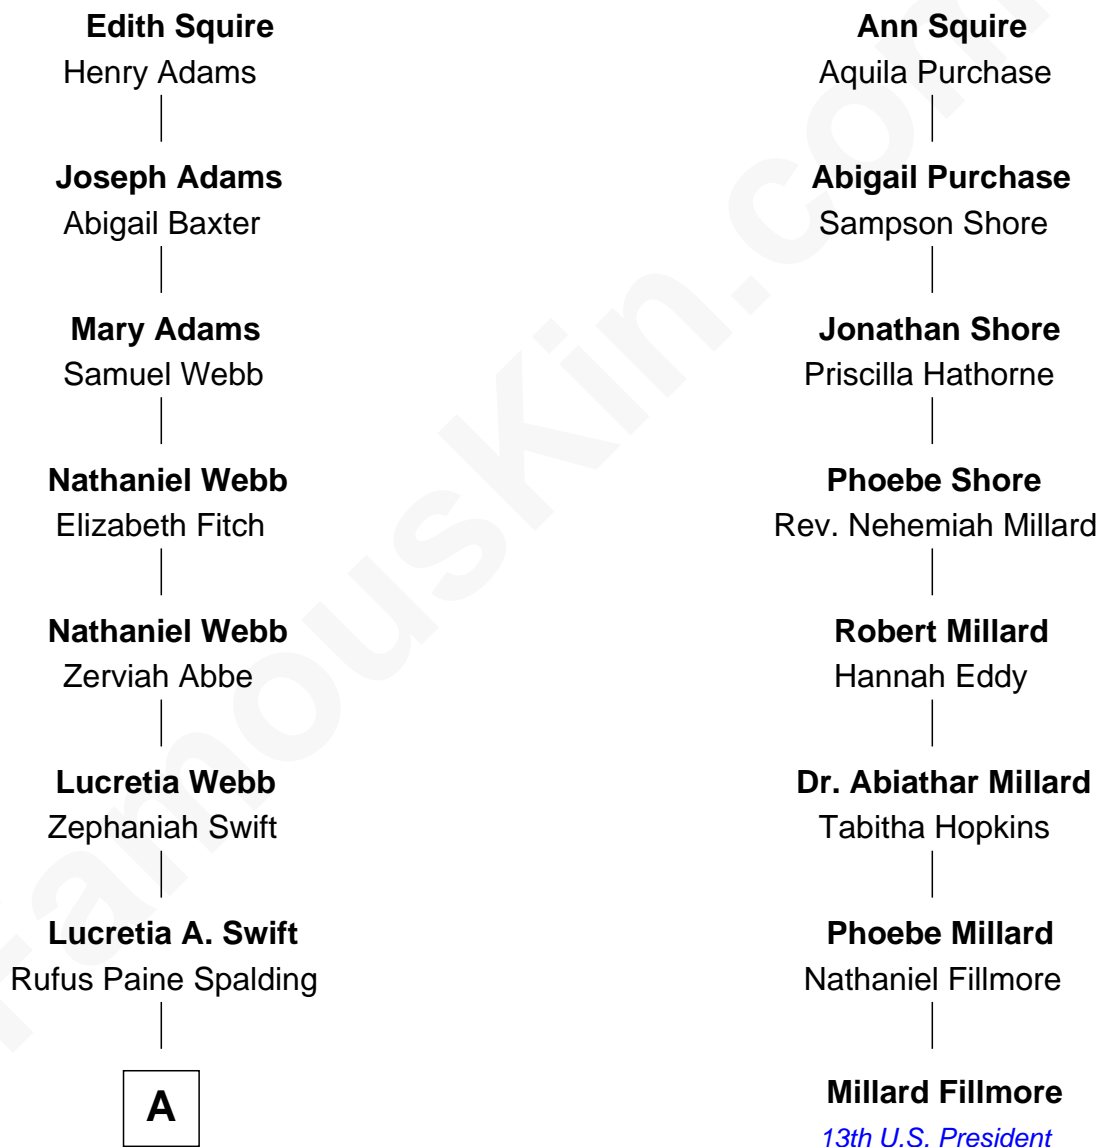 Edith Squire
Henry Adams
Joseph Adams
Abigail Baxter
Mary Adams
Samuel Webb
Nathaniel Webb
Elizabeth Fitch
Nathaniel Webb
Zerviah Abbe
Lucretia Webb
Zephaniah Swift
Lucretia A. Swift
Rufus Paine Spalding
A
Ann Squire
Aquila Purchase
Abigail Purchase
Sampson Shore
Jonathan Shore
Priscilla Hathorne
Phoebe Shore
Rev. Nehemiah Millard
Robert Millard
Hannah Eddy
Dr. Abiathar Millard
Tabitha Hopkins
Phoebe Millard
Nathaniel Fillmore
Millard Fillmore
13th U.S. President
FamousKin.com